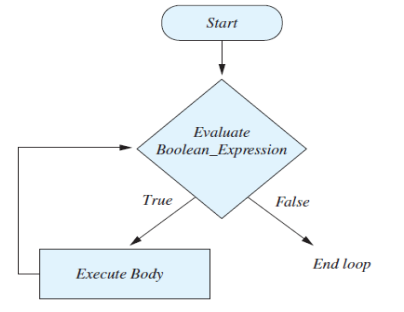 Start
Evaluate
Boolean_Expression
True
False
Execute Body
End loop